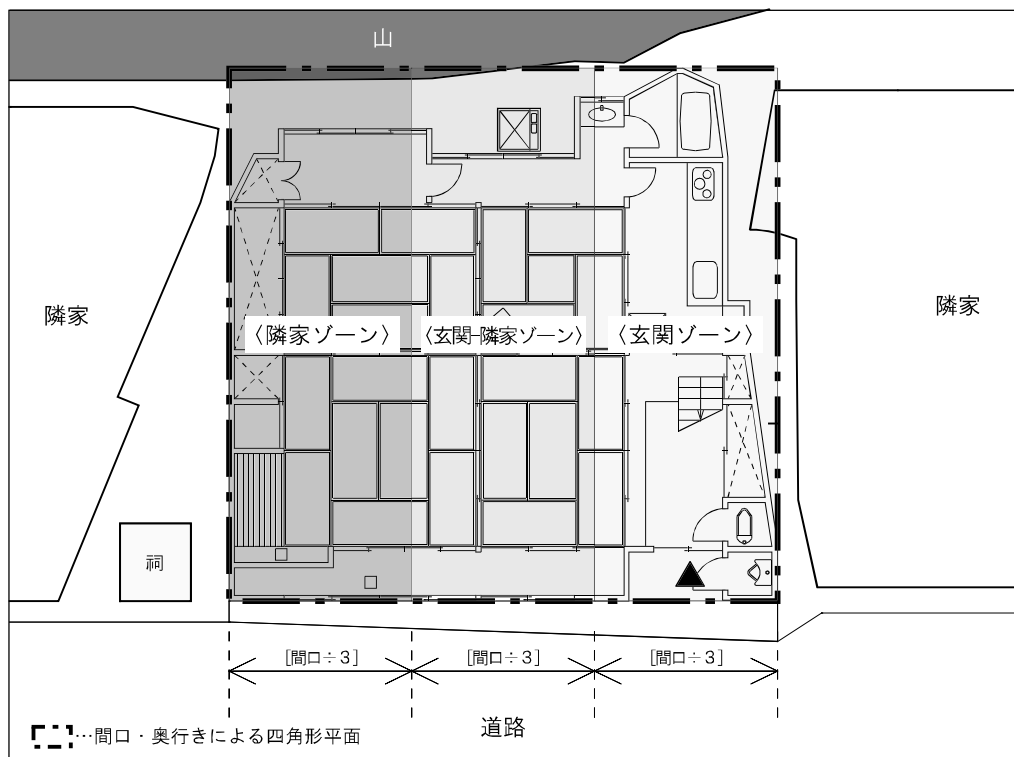 山
隣家
隣家
〈隣家ゾーン〉
〈玄関-隣家ゾーン〉
〈玄関ゾーン〉
祠
[間口÷3]
[間口÷3]
[間口÷3]
道路
…間口・奥行きによる四角形平面